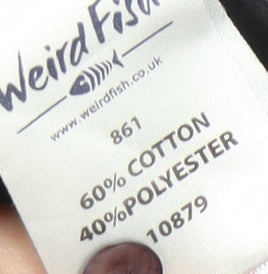 Weird Fish
www.weirdfish.co.uk
861
60% COTTON
40%POLYESTER
10879